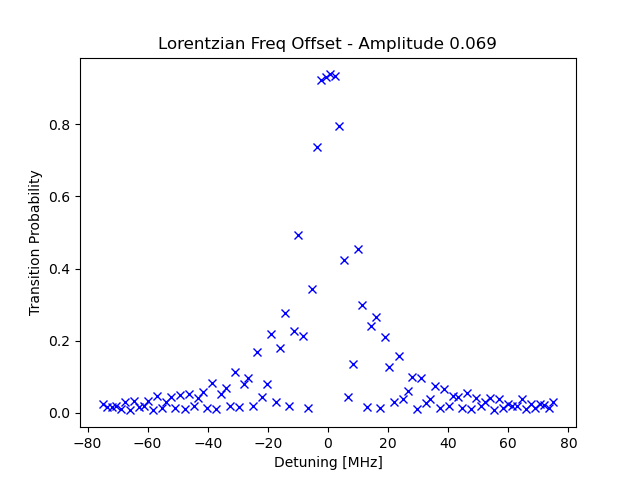 Lorentzian Freq Offset - Amplitude 0.069
Transition Probability
0.8
0.6
0.4
0.2
0.0
−80 −60 −40 −20 0 20 40 60 80
Detuning [MHz]